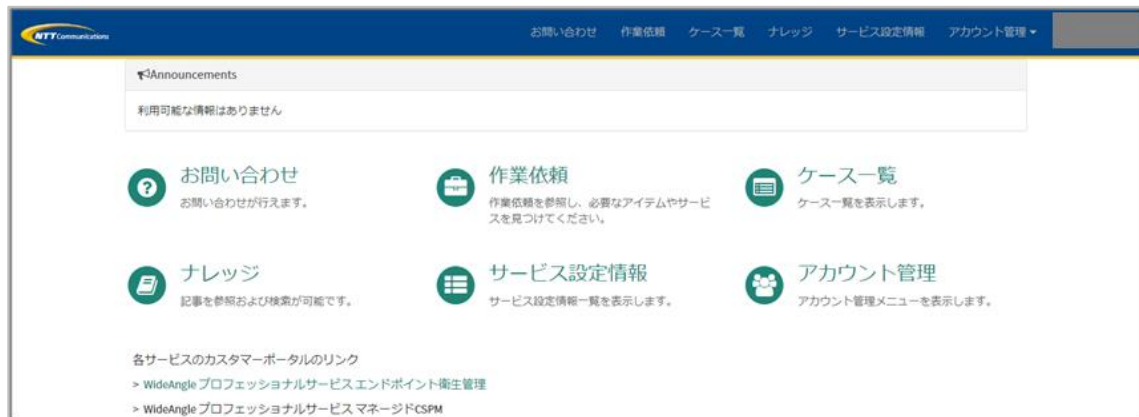 NTT Communications
お問い合わせ 作業依頼 ケース一覧 ナレッジ サービス設定情報 アカウント管理
Announcements
利用可能な情報はありません
お問い合わせ
お問い合わせが行えます。
作業依頼
作業依頼を参照し、必要なアイテムやサービ
スを見つけてください。
ケース一覧
ケース一覧を表示します。
ナレッジ
記事を参照および検索が可能です。
サービス設定情報
サービス設定情報一覧を表示します。
アカウント管理
アカウント管理メニューを表示します。
各サービスのカスタマーポータルのリンク
> WideAngle プロフェッショナルサービス エンドポイント衛生管理
> WideAngle プロフェッショナルサービス マネージドCSPM